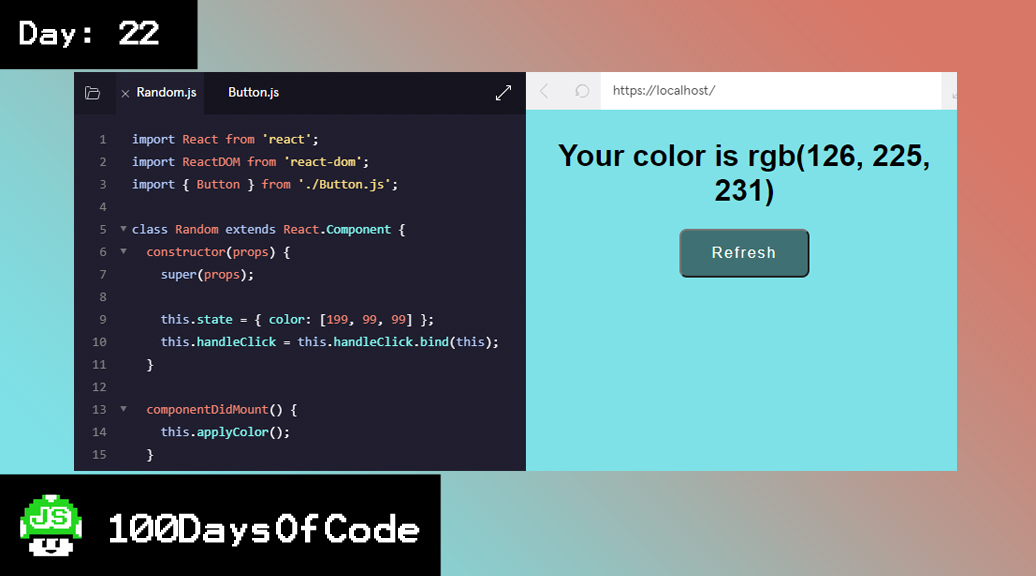 Day: 22
Random.js
Button.js
https://localhost/
1 import React from 'react';
2 import ReactDOM from 'react-dom';
3 import { Button } from './Button.js';
4
5 class Random extends React.Component {
6 constructor(props) {
7 super(props);
8
9 this.state = { color: [199, 99, 99] };
10 this.handleClick = this.handleClick.bind(this);
11 }
12
13 componentDidMount() {
14 this.applyColor();
15 }
Your color is rgb(126, 225,
231)
Refresh
JS
100DaysOfCode